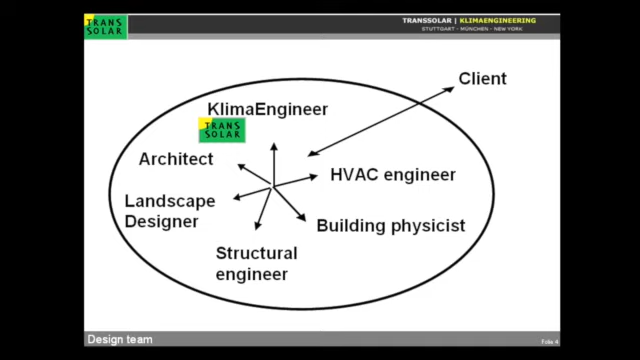 TRANS
SOLAR
TRANSSOLAR | KLIMAENGINEERING
STUTTGART - MÜNCHEN - NEW YORK
Client
KlimaEngineer
TRANS
SOLAR
Architect
HVAC engineer
Landscape
Designer
Building physicist
Structural
engineer
Design team
Folie 4